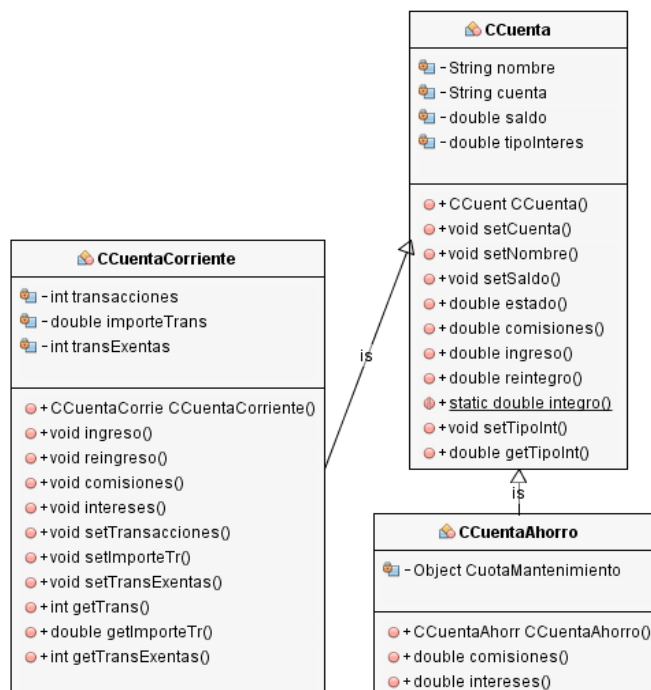 CCuenta
- String nombre
- String cuenta
- double saldo
- double tipoInteres
+ CCuent CCuenta()
+ void setCuenta()
+ void setNombre()
+ void setSaldo()
+ double estado()
+ double comisiones()
+ double ingreso()
+ double reintegro()
+ static double integro()
+ void setTipoInt()
+ double getTipoInt()
is
is
CCuentaCorriente
- int transacciones
- double importeTrans
- int transExentas
+ CCuentaCorrie CCuentaCorriente()
+ void ingreso()
+ void reingreso()
+ void comisiones()
+ void intereses()
+ void setTransacciones()
+ void setImporteTr()
+ void setTransExentas()
+ int getTrans()
+ double getImporteTr()
+ int getTransExentas()
CCuentaAhorro
- Object CuotaMantenimiento
+ CCuentaAhorr CCuentaAhorro()
+ double comisiones()
+ double intereses()